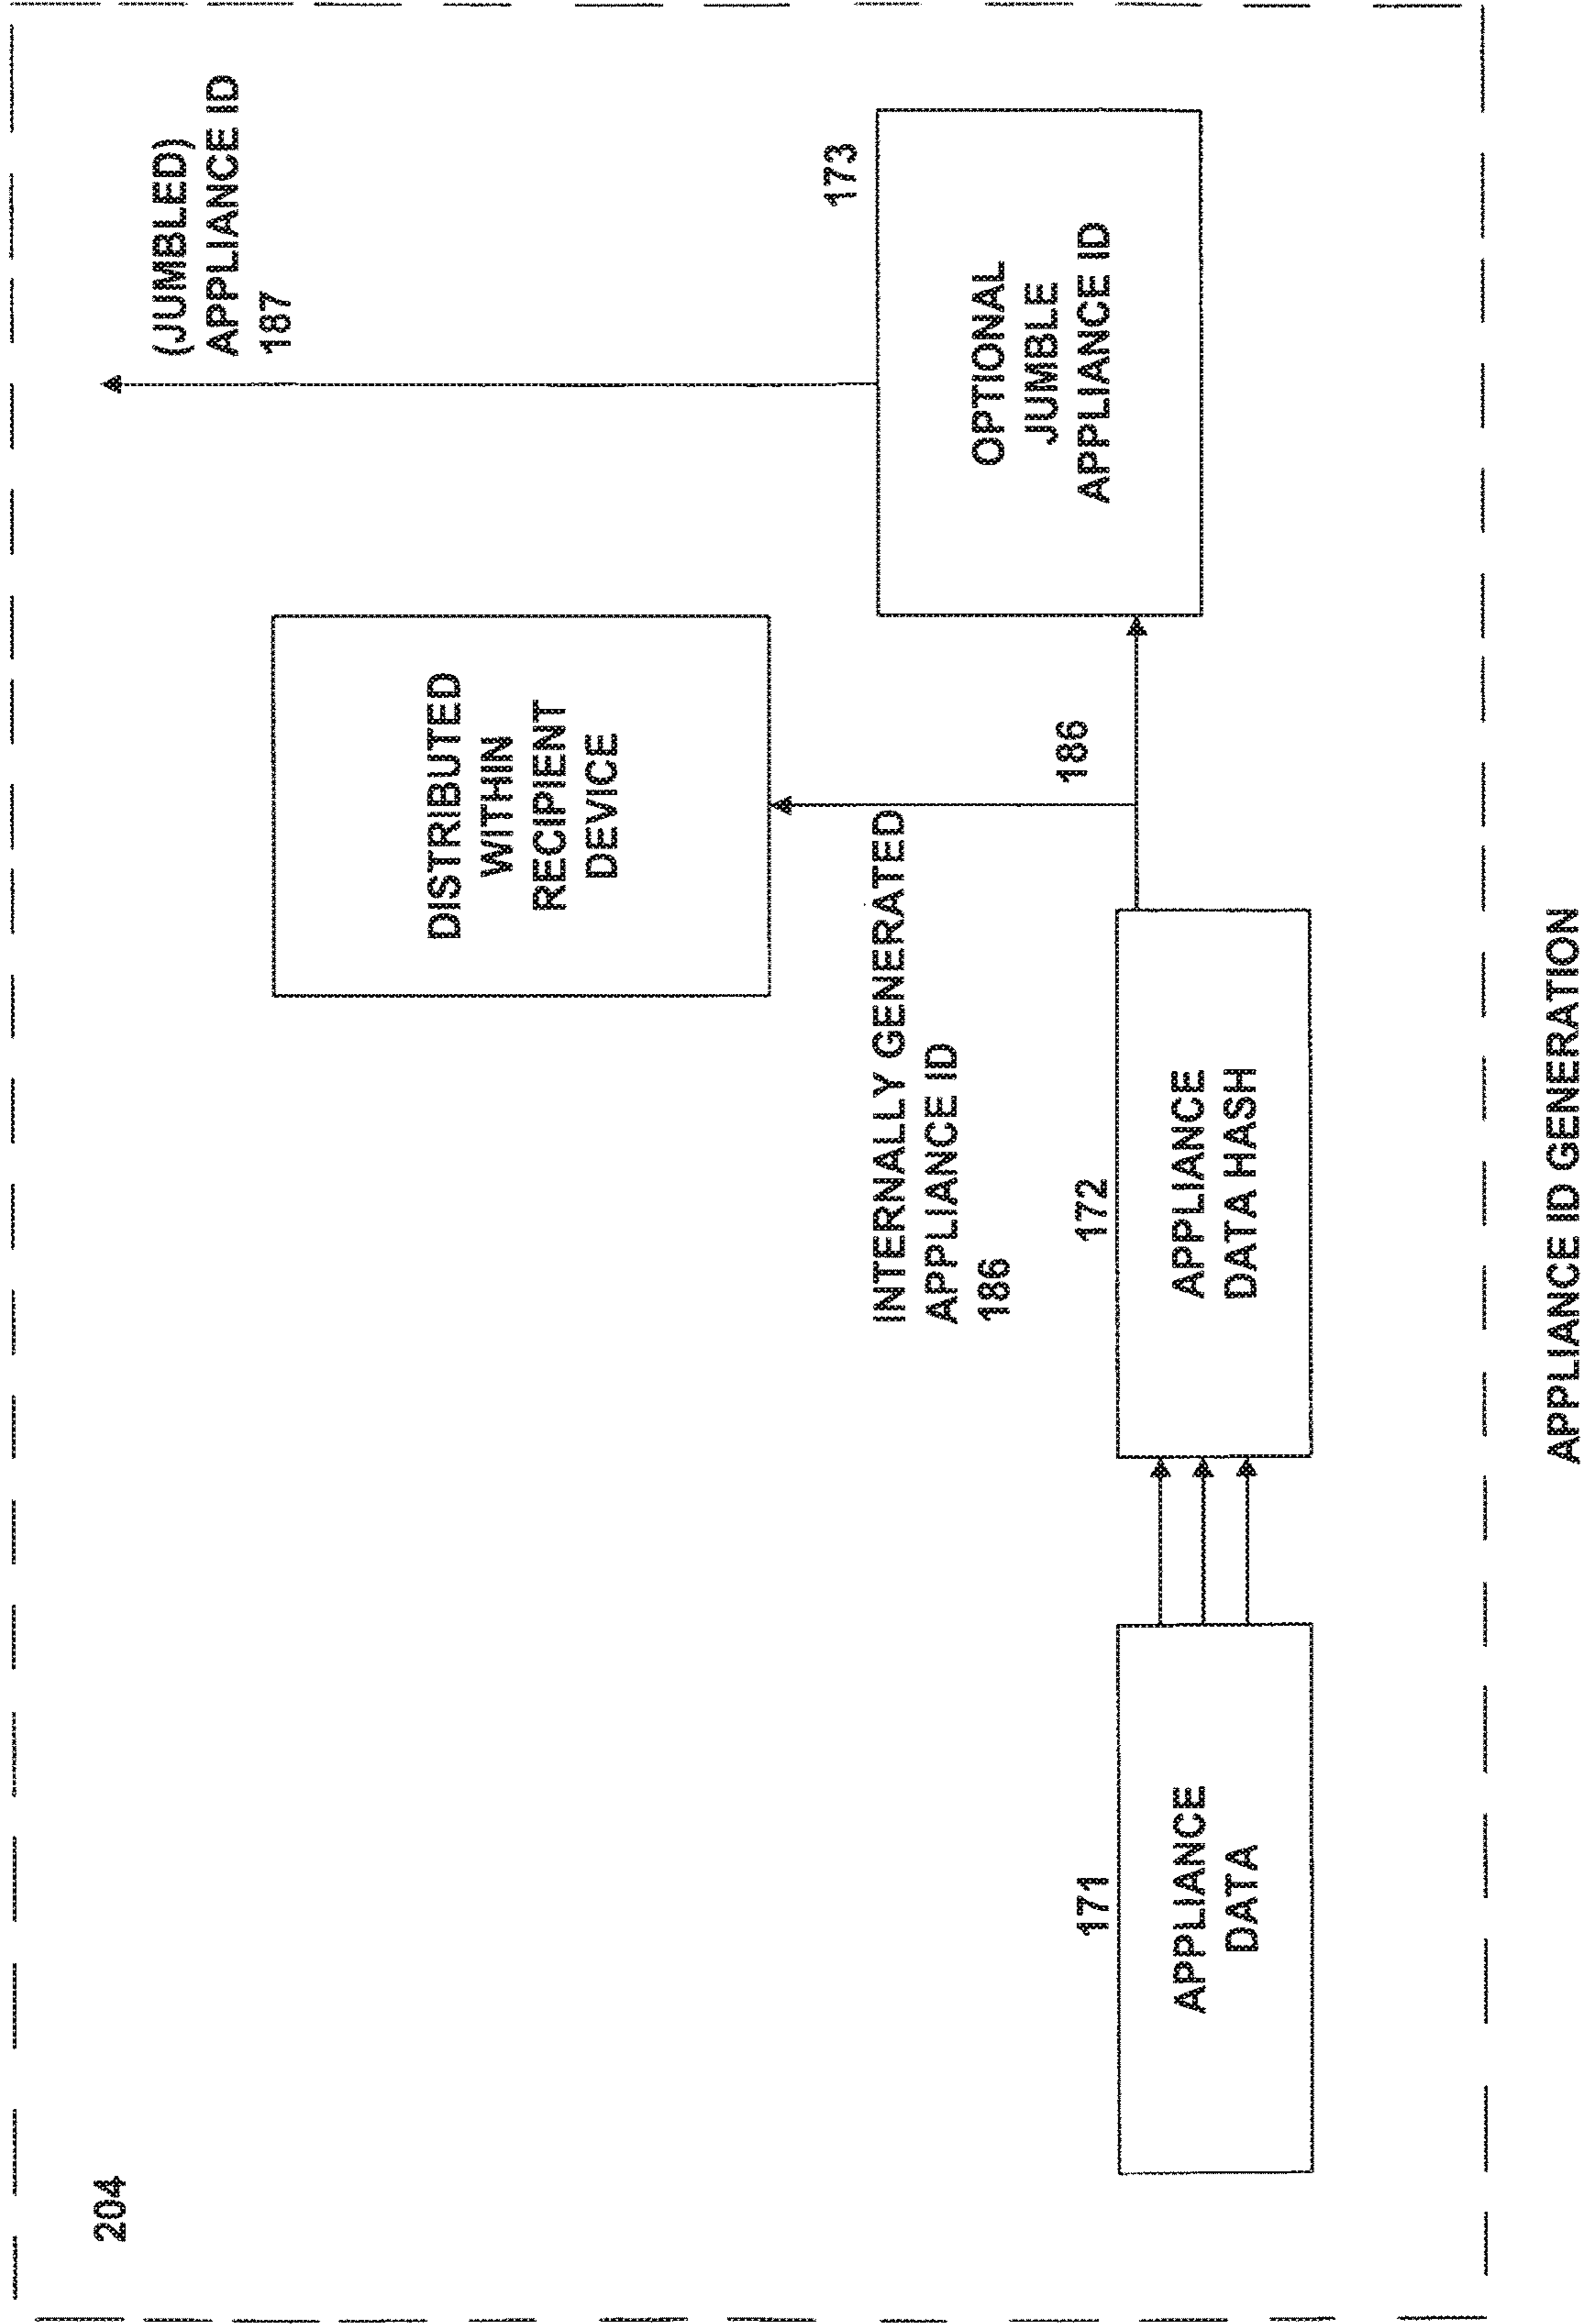 204
(JUMBLED)
APPLIANCE ID
187
DISTRIBUTED
WITHIN
RECIPIENT
DEVICE
INTERNALLY GENERATED
APPLIANCE ID
186
186
173
OPTIONAL
JUMBLE
APPLIANCE ID
171
APPLIANCE
DATA
172
APPLIANCE
DATA HASH
APPLIANCE ID GENERATION